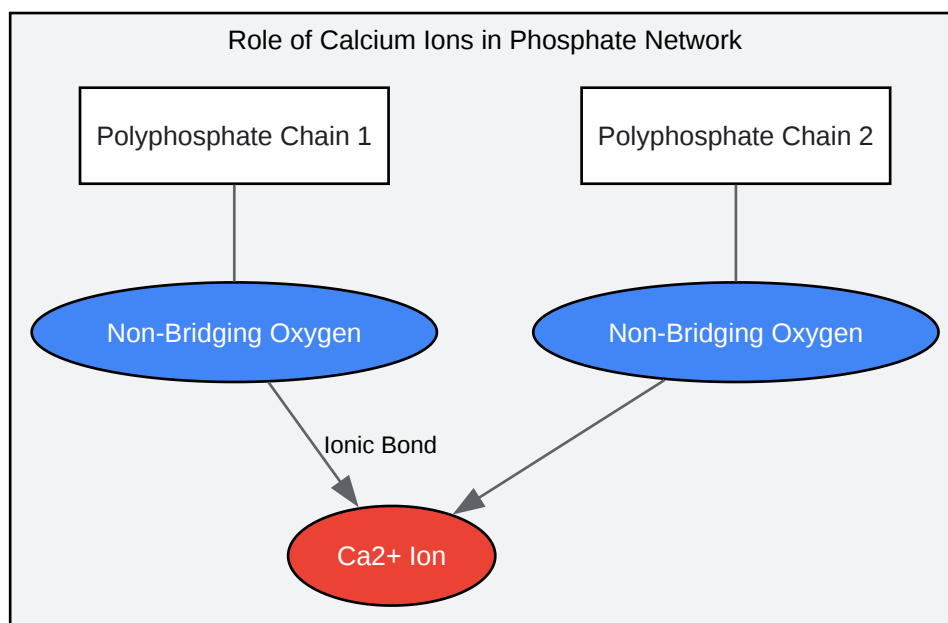 Role of Calcium Ions in Phosphate Network
Polyphosphate Chain 1
Polyphosphate Chain 2
Non-Bridging Oxygen
Non-Bridging Oxygen
Ionic Bond
Ca2+ Ion